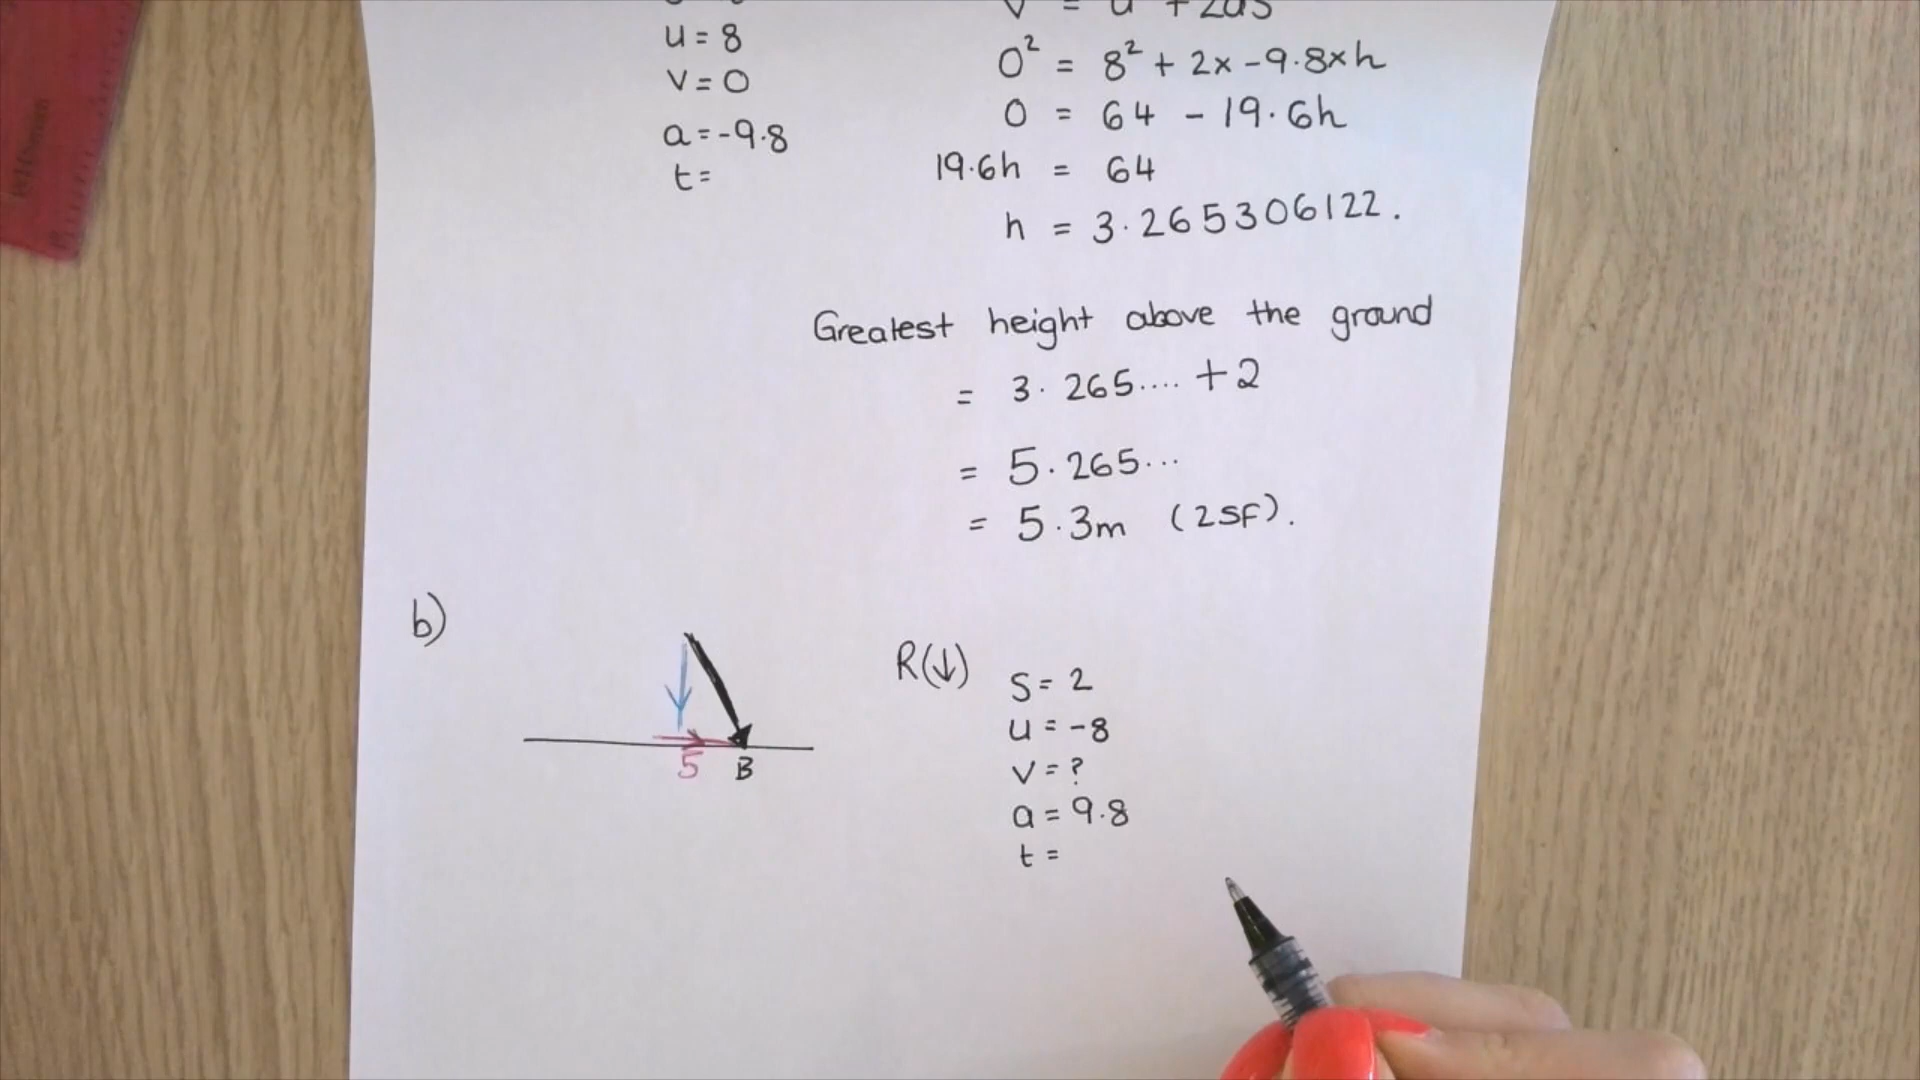 u = 8
v = 0
a = -9.8
t =
v = u + 2as
0² = 8² + 2x -9.8xh
0 = 64 - 19.6h
19.6h = 64
h = 3.265306122.
Greatest height above the ground
= 3.265.... +2
= 5.265...
= 5.3m (2SF).
b)
5 B
R(↓)
S = 2
u = -8
v = ?
a = 9.8
t =